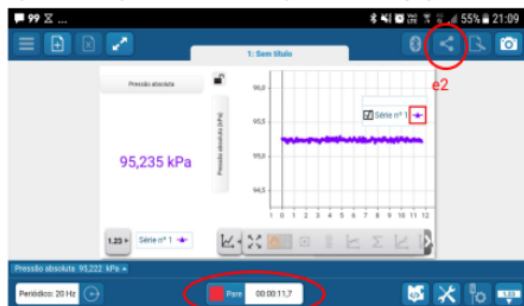 99 ... 55% 21:09
1: Sem título
e2
Pressão absoluta
95,235 kPa
Pressão absoluta (kPa)
96,0
95,5
95,0
94,5
1 0 1 2 3 4 5 6 7 8 9 10 11 12
Série nº 1
1.23
Série nº 1
Pressão absoluta 95,222 kPa
Periódico: 20 Hz
Pare
00:00:11,7
1.23